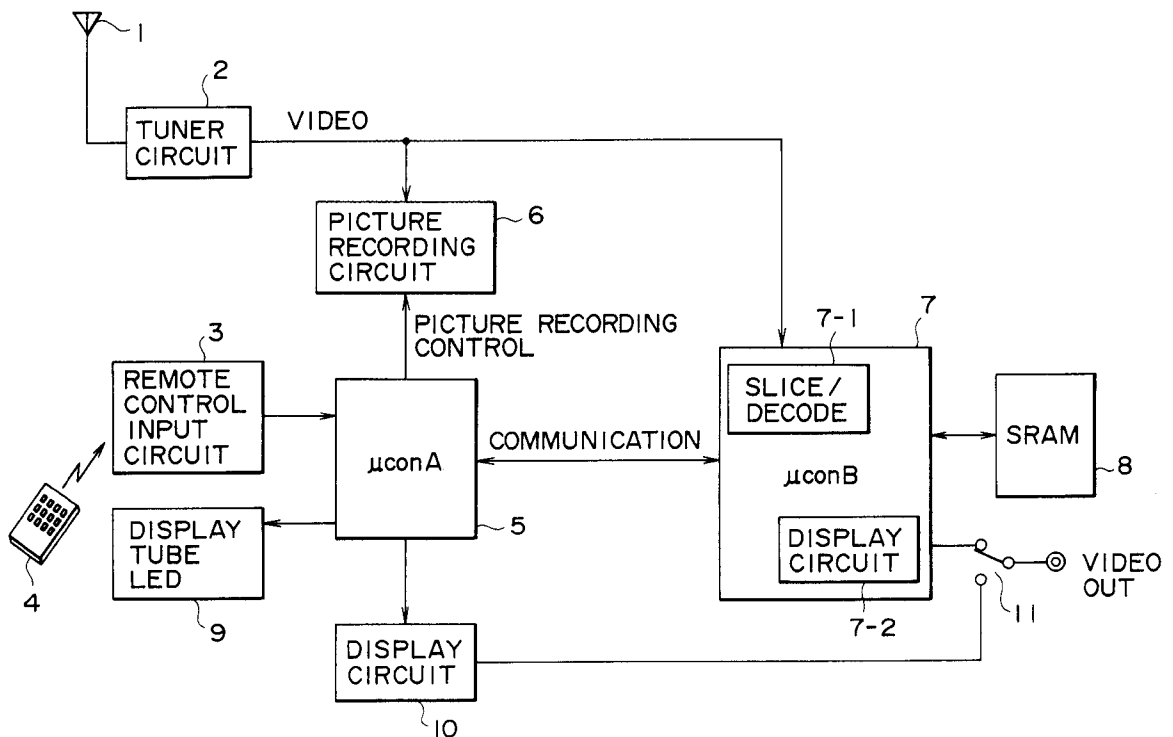 1
2
TUNER
CIRCUIT
VIDEO
PICTURE
RECORDING
CIRCUIT
6
PICTURE RECORDING
CONTROL
3
REMOTE
CONTROL
INPUT
CIRCUIT
4
μconA
5
COMMUNICATION
7
7-1
SLICE/
DECODE
μconB
DISPLAY
CIRCUIT
7-2
SRAM
8
DISPLAY
TUBE
LED
9
DISPLAY
CIRCUIT
10
11
VIDEO
OUT